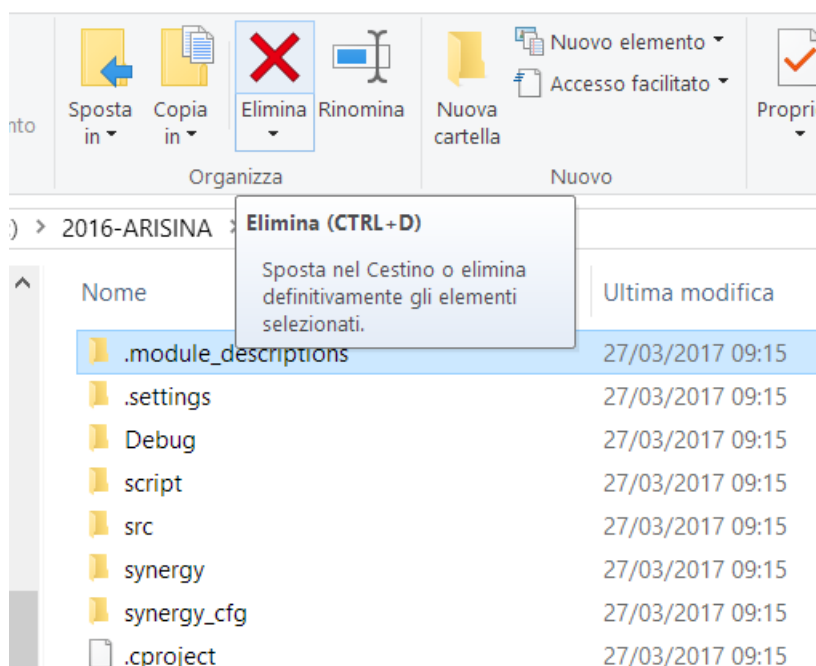 nto
Sposta in
Copia in
Elimina
Rinomina
Nuova cartella
Nuovo elemento
Accesso facilitato
Propri
Organizza
Nuovo
) > 2016-ARISINA >
Elimina (CTRL+D)
Sposta nel Cestino o elimina
definitivamente gli elementi
selezionati.
Nome Ultima modifica
.module_descriptions 27/03/2017 09:15
.settings 27/03/2017 09:15
Debug 27/03/2017 09:15
script 27/03/2017 09:15
src 27/03/2017 09:15
synergy 27/03/2017 09:15
synergy_cfg 27/03/2017 09:15
.cproject 27/03/2017 09:15